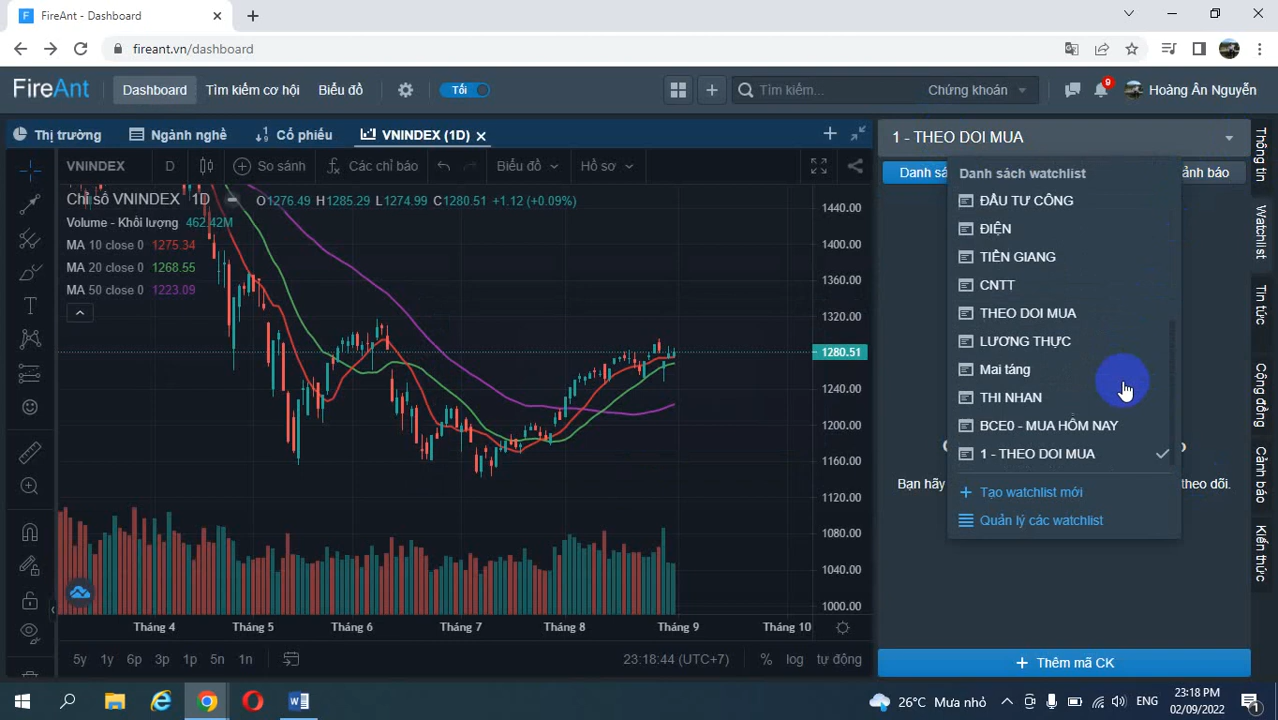 FireAnt - Dashboard
fireant.vn/dashboard
FireAnt Dashboard Tìm kiếm cơ hội Biểu đồ Tối Tìm kiếm... Chứng khoán 9 Hoàng Ân Nguyễn
Thị trường Ngành nghề Cổ phiếu VNINDEX (1D)
1 - THEO DOI MUA
VNINDEX D So sánh Các chỉ báo Biểu đồ Hồ sơ
Chỉ số VNINDEX 1D O1276.49 H1285.29 L1274.99 C1280.51 +1.12 (+0.09%)
Volume - Khối lượng 462.42M
MA 10 close 0 1275.34
MA 20 close 0 1268.55
MA 50 close 0 1223.09
1440.00
1400.00
1360.00
1320.00
1280.51
1240.00
1200.00
1160.00
1120.00
1080.00
1040.00
1000.00
Tháng 4 Tháng 5 Tháng 6 Tháng 7 Tháng 8 Tháng 9 Tháng 10
5y 1y 6p 3p 1p 5n 1n 23:18:44 (UTC+7) % log tự động
Danh sá
ảnh báo
Danh sách watchlist
ĐẦU TƯ CÔNG
ĐIỆN
TIỀN GIANG
CNTT
THEO DOI MUA
LƯƠNG THỰC
Mai táng
THI NHAN
BCE0 - MUA HÔM NAY
1 - THEO DOI MUA
Tạo watchlist mới
Quản lý các watchlist
Bạn hãy
theo dõi.
Thêm mã CK
Thông tin
Watchlist
Tin tức
Cộng đồng
Cảnh báo
Kiến thức
26°C Mưa nhỏ ENG 23:18 PM
02/09/2022
1